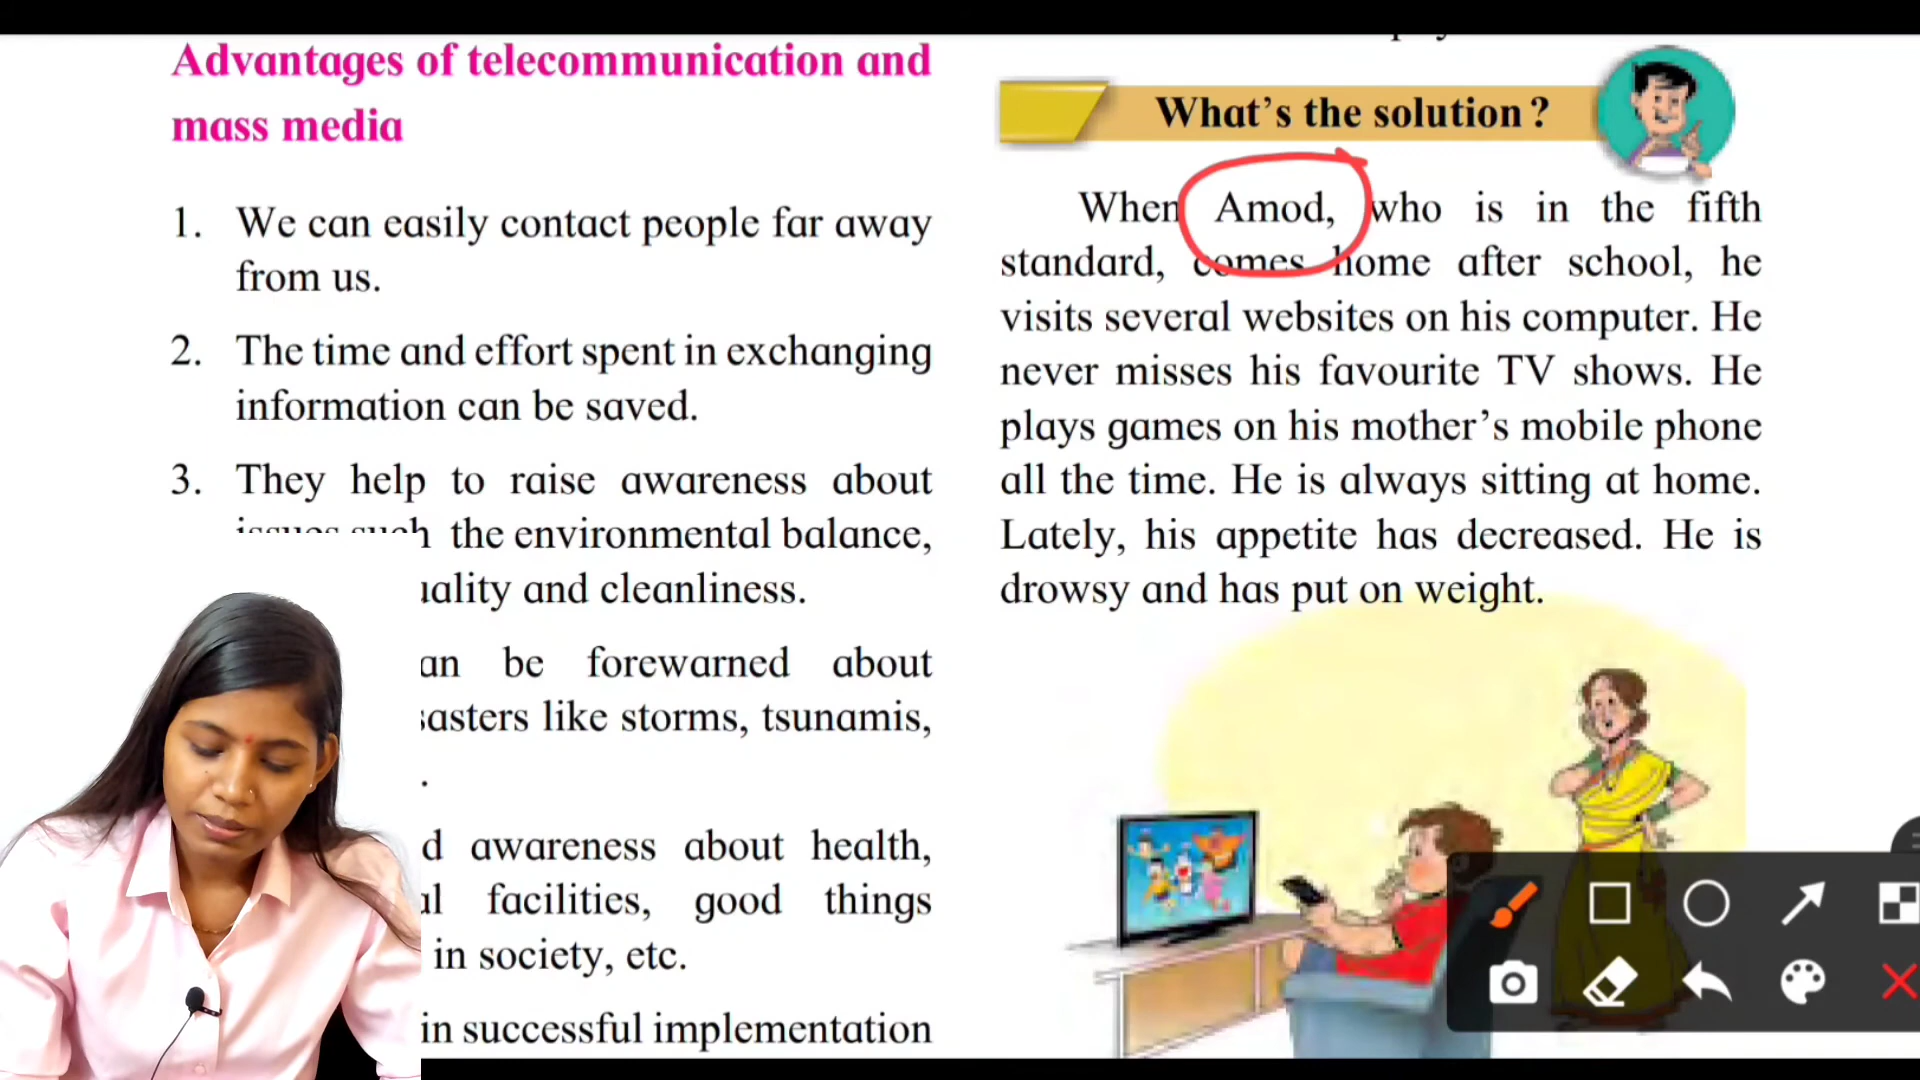 Advantages of telecommunication and
mass media
1. We can easily contact people far away
from us.
2. The time and effort spent in exchanging
information can be saved.
3. They help to raise awareness about
issues such the environmental balance,
and cleanliness.
be forewarned about
like storms, tsunamis,
awareness about health,
facilities, good things
in society, etc.
in successful implementation
What's the solution ?
When Amod, who is in the fifth
standard, comes home after school, he
visits several websites on his computer. He
never misses his favourite TV shows. He
plays games on his mother's mobile phone
all the time. He is always sitting at home.
Lately, his appetite has decreased. He is
drowsy and has put on weight.